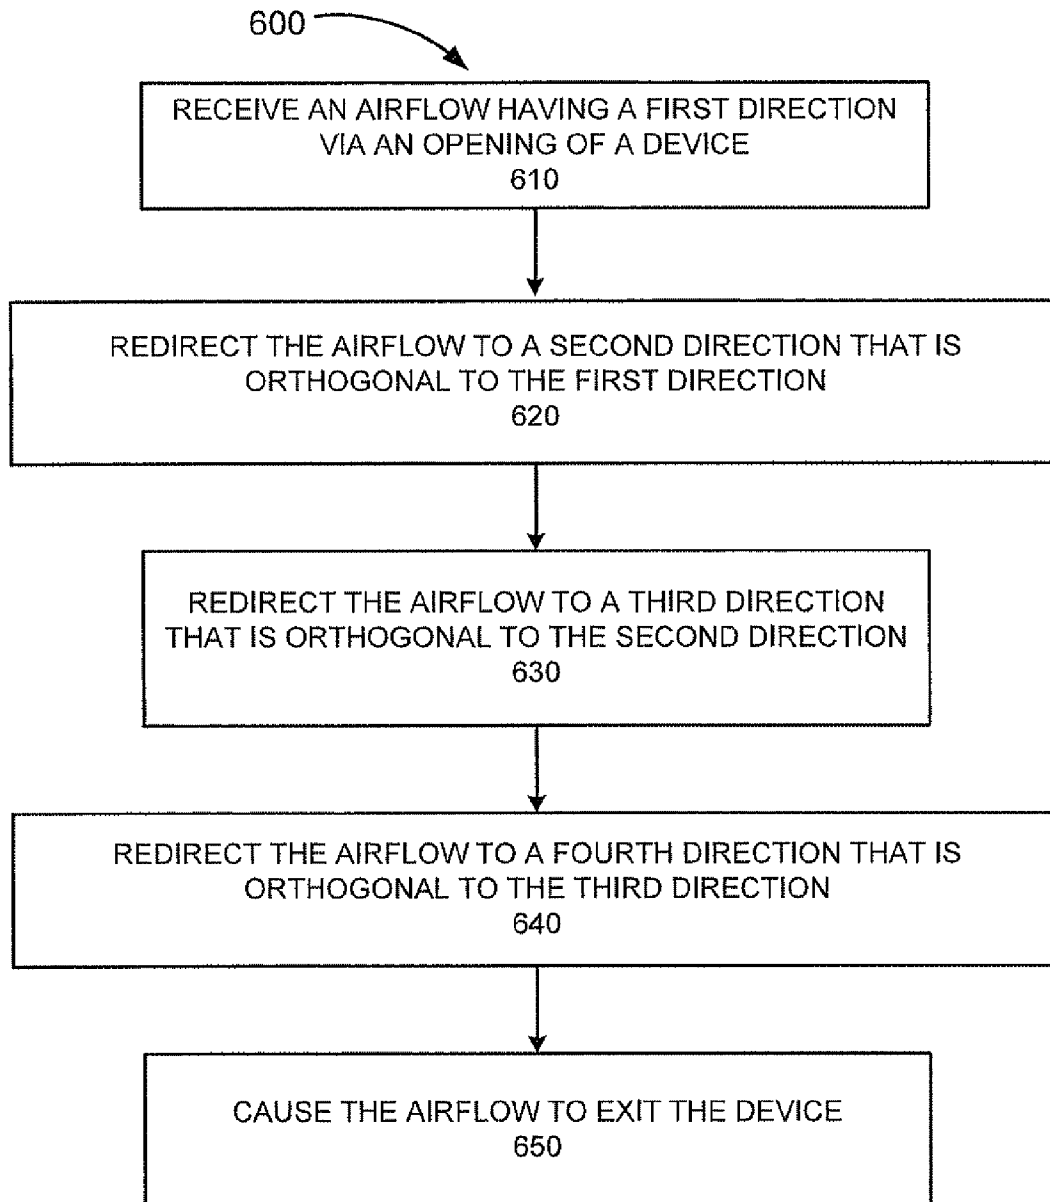 600
RECEIVE AN AIRFLOW HAVING A FIRST DIRECTION
VIA AN OPENING OF A DEVICE
610
REDIRECT THE AIRFLOW TO A SECOND DIRECTION THAT IS
ORTHOGONAL TO THE FIRST DIRECTION
620
REDIRECT THE AIRFLOW TO A THIRD DIRECTION
THAT IS ORTHOGONAL TO THE SECOND DIRECTION
630
REDIRECT THE AIRFLOW TO A FOURTH DIRECTION THAT IS
ORTHOGONAL TO THE THIRD DIRECTION
640
CAUSE THE AIRFLOW TO EXIT THE DEVICE
650